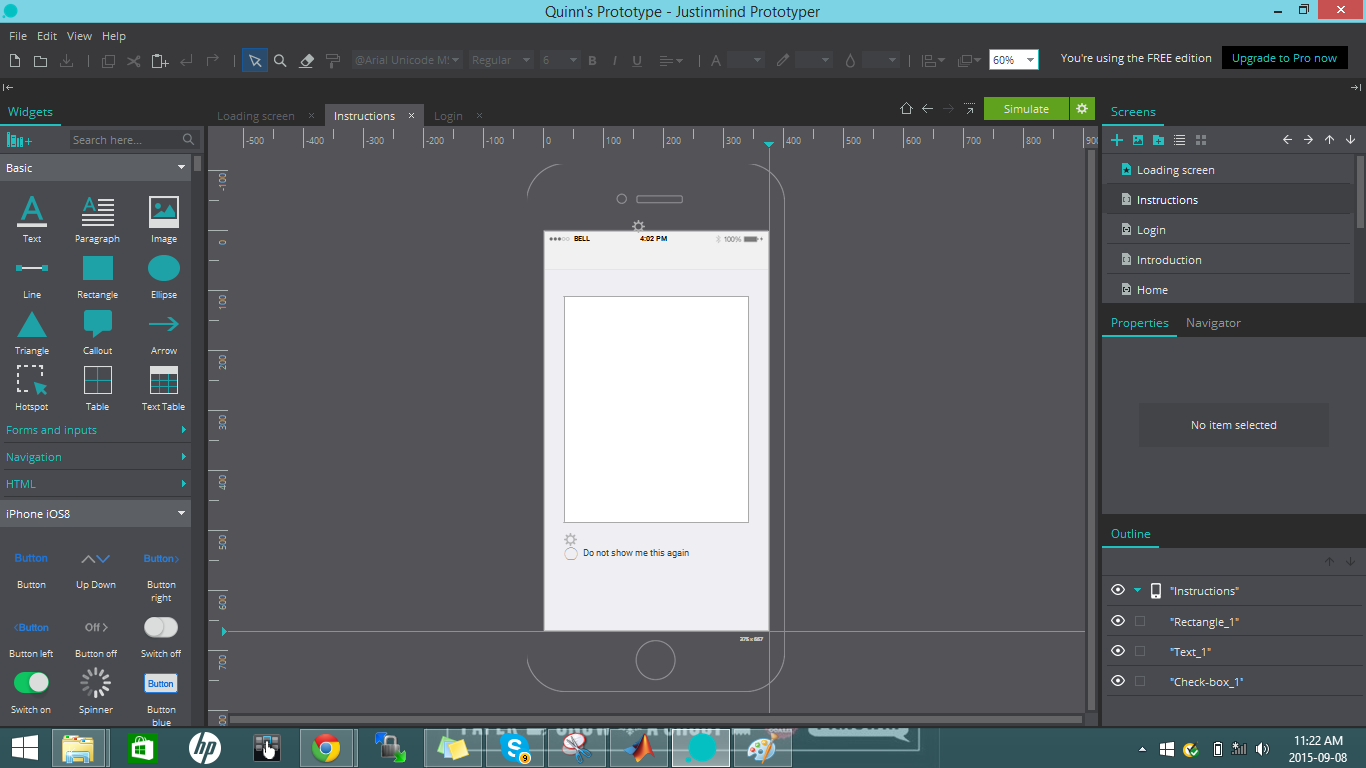 Quinn's Prototype - Justinmind Prototyper
File Edit View Help
@Arial Unicode MS Regular 6 B I U A 60% You're using the FREE edition Upgrade to Pro now
Widgets
Loading screen × Instructions × Login ×
Simulate
Screens
Search here...
-500 -400 -300 -200 -100 0 100 200 300 400 500 600 700 800 900
Basic
Text Paragraph Image
Line Rectangle Ellipse
Triangle Callout Arrow
Hotspot Table Text Table
Forms and inputs
Navigation
HTML
iPhone iOS8
Button
Button
Up Down
Button>
Button right
<Button
Button left
Off >
Button off
Switch off
Switch on
Spinner
Button
Button blue
-100
0
100
200
300
400
500
600
700
BELL 4:02 PM 100%
Do not show me this again
375 x 667
Loading screen
Instructions
Login
Introduction
Home
Properties Navigator
No item selected
Outline
"Instructions"
"Rectangle_1"
"Text_1"
"Check-box_1"
hp
9
11:22 AM
2015-09-08